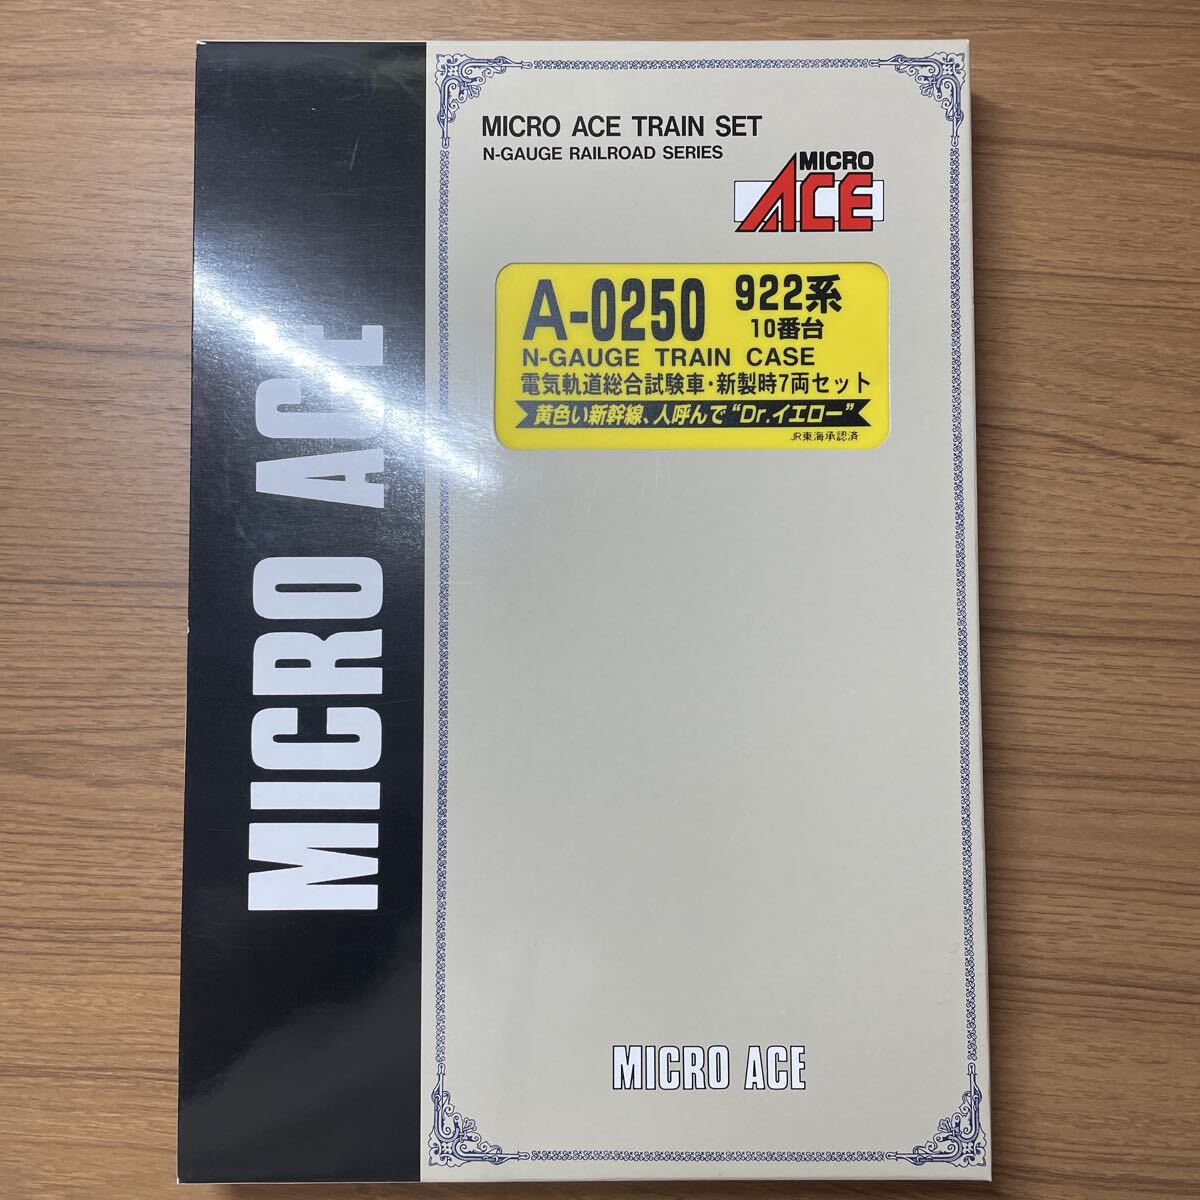 MICRO ACE
MICRO ACE TRAIN SET
N-GAUGE RAILROAD SERIES
MICRO
ACE
A-0250 922系
10番台
N-GAUGE TRAIN CASE
電気軌道総合試験車・新製時7両セット
黄色い新幹線、人呼んで“Dr.イエロー”
JR東海承認済
MICRO ACE